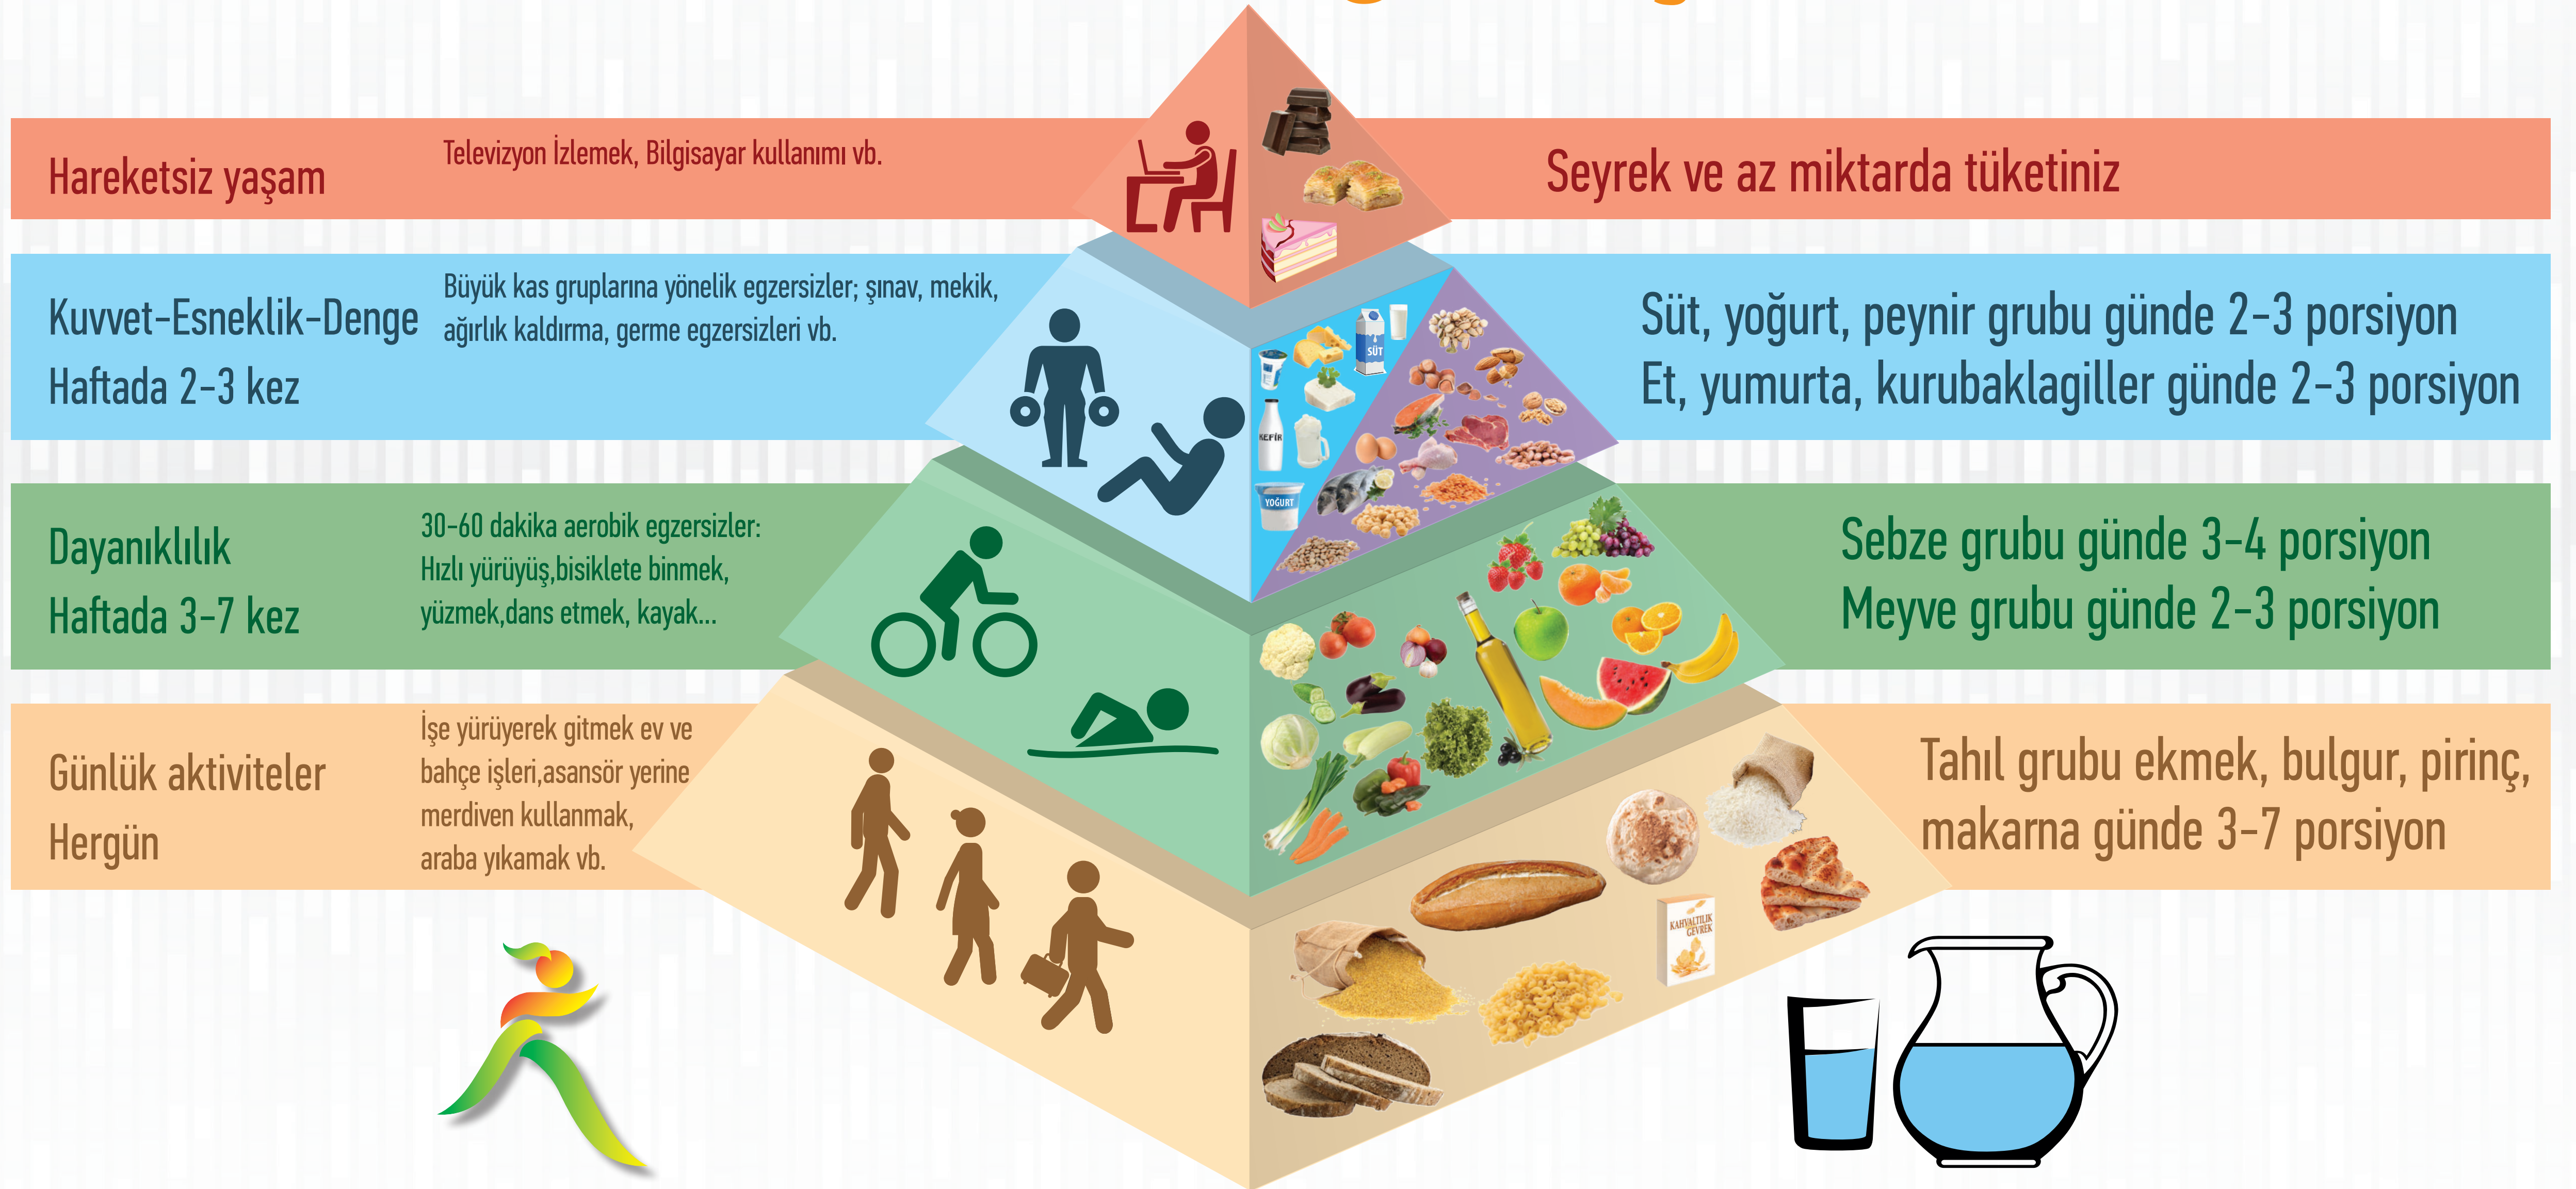 Hareketsiz yaşam
Televizyon İzlemek, Bilgisayar kullanımı vb.
Seyrek ve az miktarda tüketiniz
Kuvvet-Esneklik-Denge
Haftada 2-3 kez
Büyük kas gruplarına yönelik egzersizler; şınav, mekik,
ağırlık kaldırma, germe egzersizleri vb.
SÜT
KEFİR
YOĞURT
Süt, yoğurt, peynir grubu günde 2-3 porsiyon
Et, yumurta, kurubaklagiller günde 2-3 porsiyon
Dayanıklılık
Haftada 3-7 kez
30-60 dakika aerobik egzersizler:
Hızlı yürüyüş,bisiklete binmek,
yüzmek,dans etmek, kayak...
Sebze grubu günde 3-4 porsiyon
Meyve grubu günde 2-3 porsiyon
Günlük aktiviteler
Hergün
İşe yürüyerek gitmek ev ve
bahçe işleri,asansör yerine
merdiven kullanmak,
araba yıkamak vb.
KAHVALTILIK
GEVREK
Tahıl grubu ekmek, bulgur, pirinç,
makarna günde 3-7 porsiyon